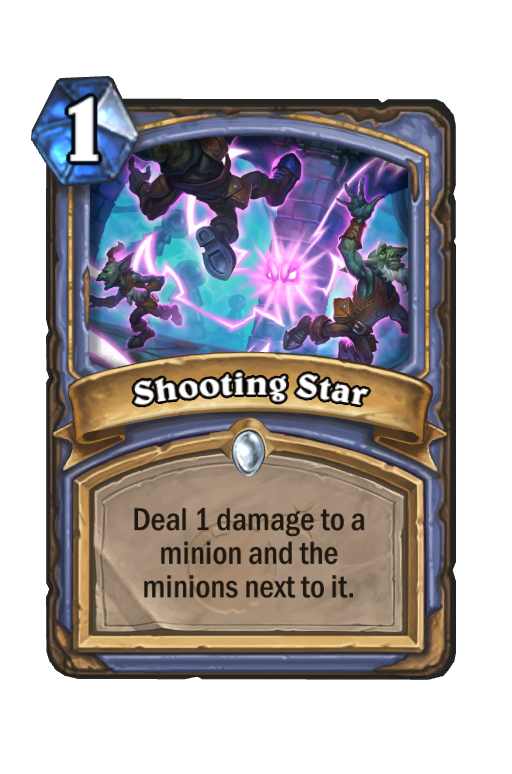 1
Shooting Star
Deal 1 damage to a
minion and the
minions next to it.